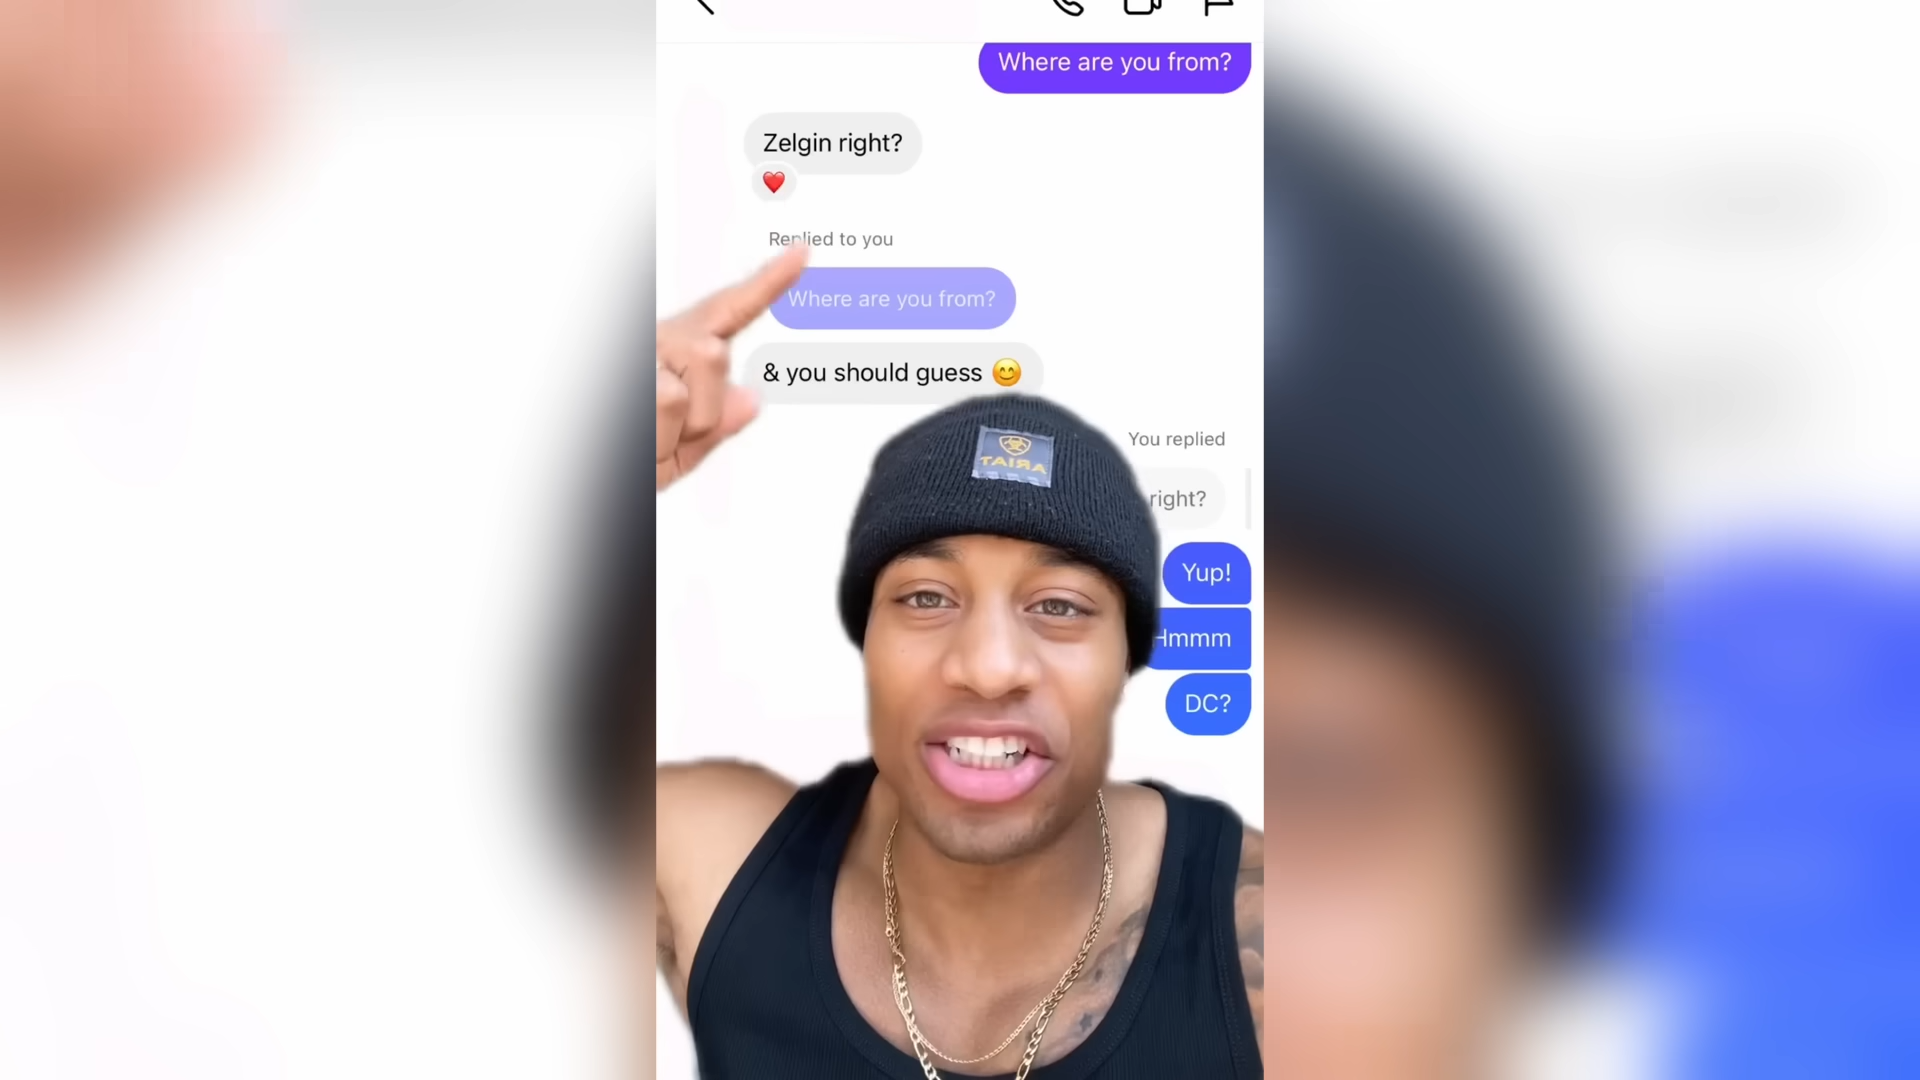 Where are you from?
Zelgin right?
Replied to you
Where are you from?
& you should guess 😊
You replied
right?
Yup!
Hmmm
DC?
ARIAT